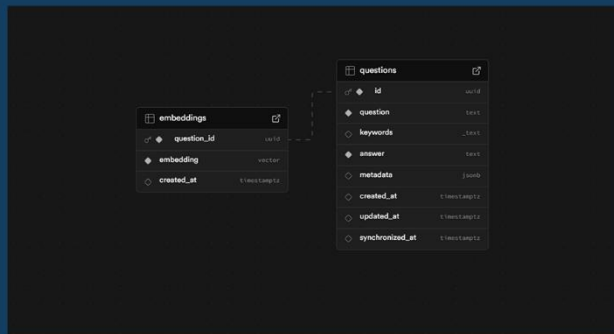 embeddings
question_id uuid
embedding vector
created_at timestamptz
questions
id uuid
question text
keywords _text
answer text
metadata jsonb
created_at timestamptz
updated_at timestamptz
synchronized_at timestamptz